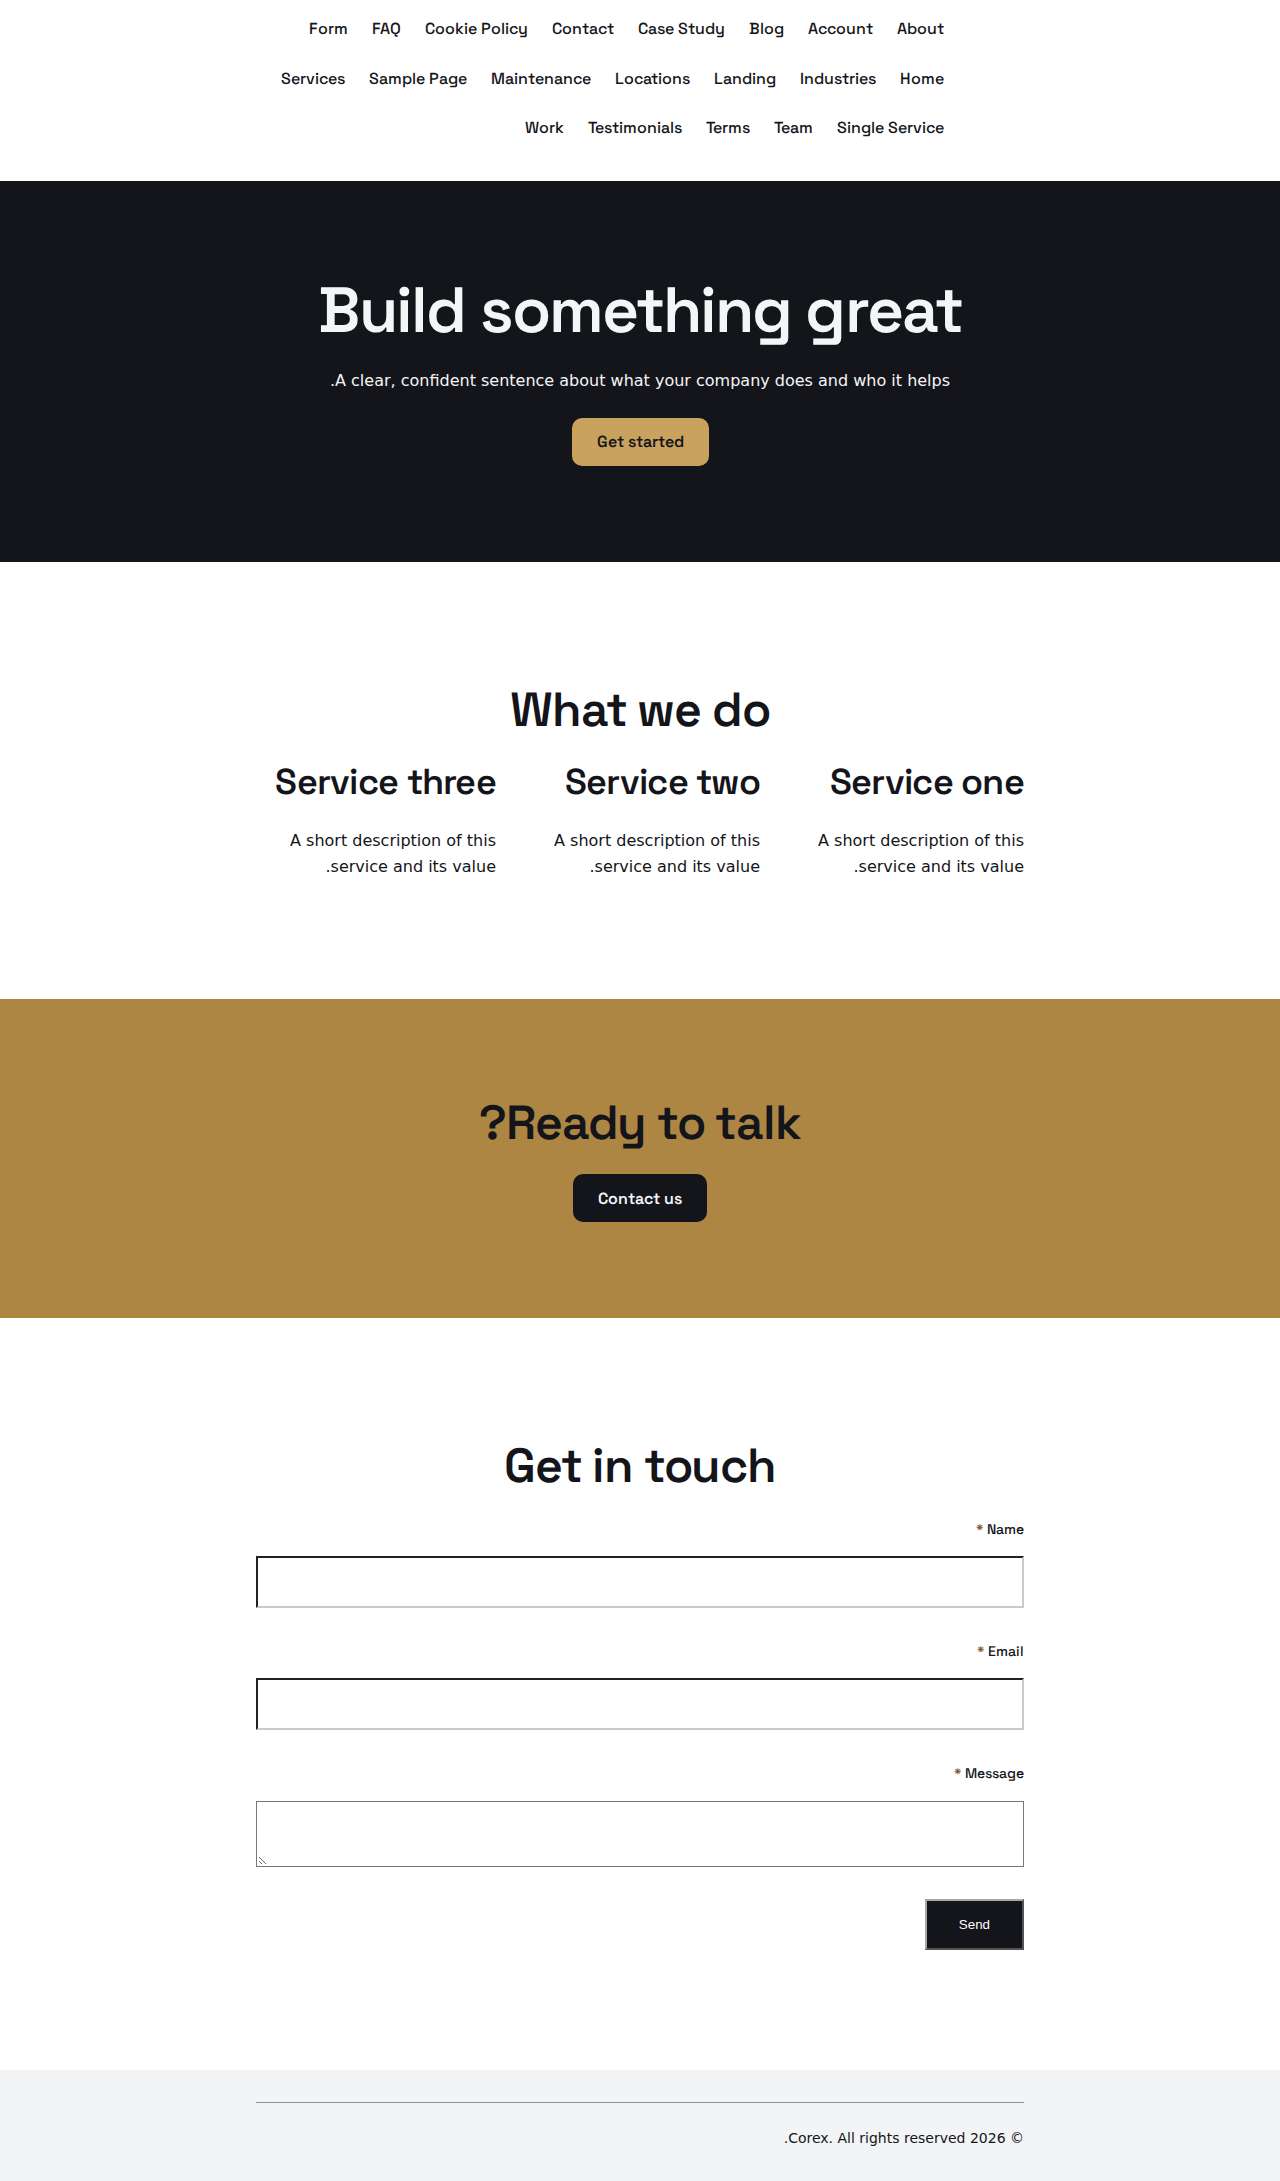 About Account Blog Case Study Contact Cookie Policy FAQ Form
Home Industries Landing Locations Maintenance Sample Page Services
Single Service Team Terms Testimonials Work
Build something great
A clear, confident sentence about what your company does and who it helps.
Get started
What we do
Service one
A short description of this
service and its value.
Service two
A short description of this
service and its value.
Service three
A short description of this
service and its value.
Ready to talk?
Contact us
Get in touch
Name *
Email *
Message *
Send
© 2026 Corex. All rights reserved.